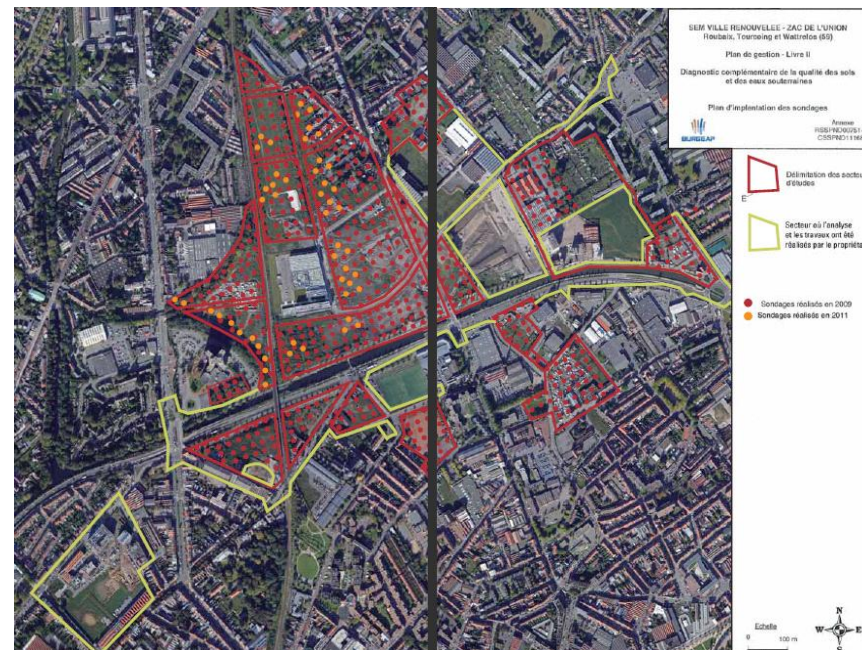 SEM VILLE RENOUVELEE - ZAC DE L'UNION
Roubaix, Tourcoing et Wattrelos (59)
Plan de gestion - Livre II
Diagnostic complémentaire de la qualité des sols
et des eaux souterraines
Plan d'implantation des sondages
BURGEAP
Annexe
Délimitation des secteu
d'études
E
Secteur où l'analyse
et les travaux ont été
réalisés par le propriéta
Sondages réalisés en 2009
Sondages réalisés en 2011
Echelle
0 100 m
N
W E
S